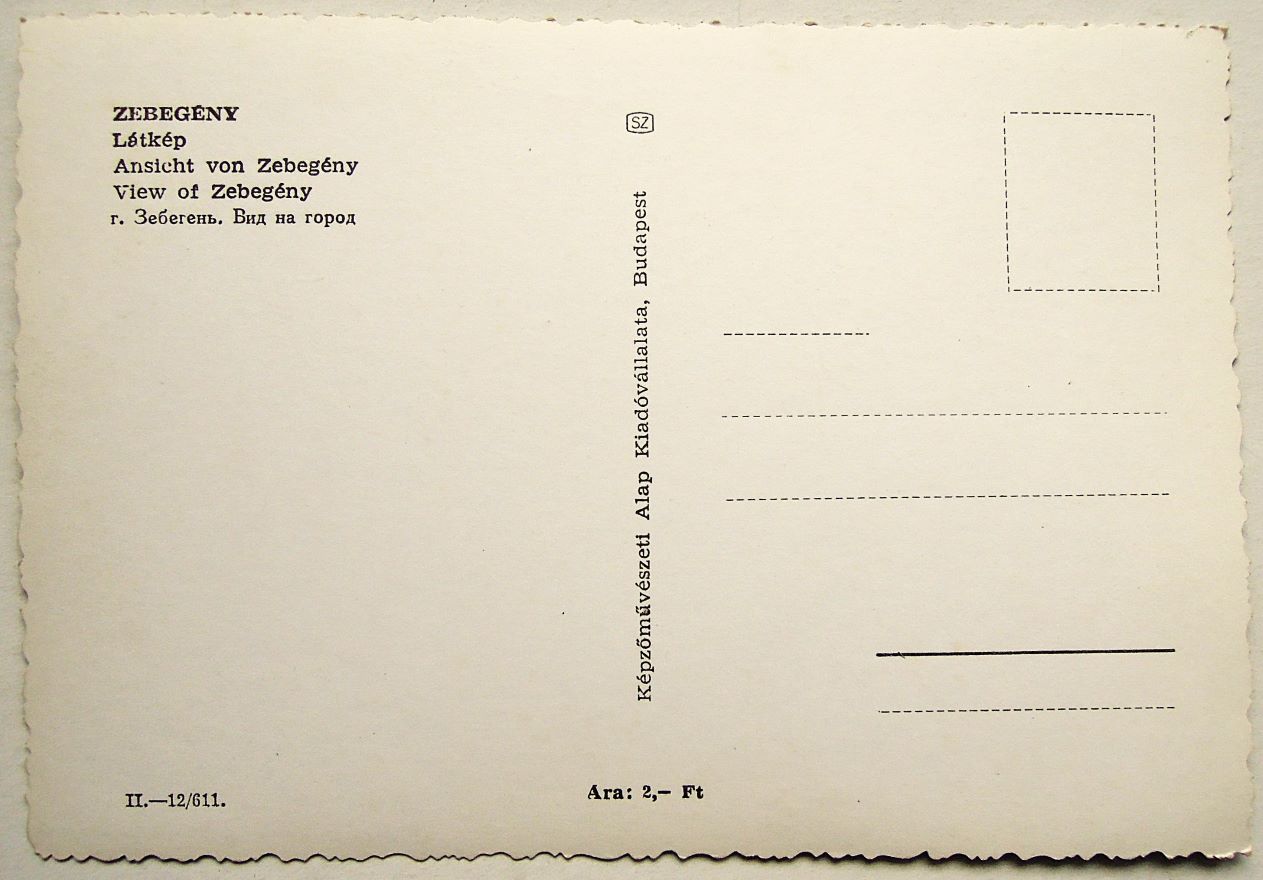 ZEBEGÉNY
Látkép
Ansicht von Zebegény
View of Zebegény
г. Зебегень. Вид на город
SZ
Képzőművészeti Alap Kiadóvállalata, Budapest
II.—12/611.
Ára: 2,— Ft